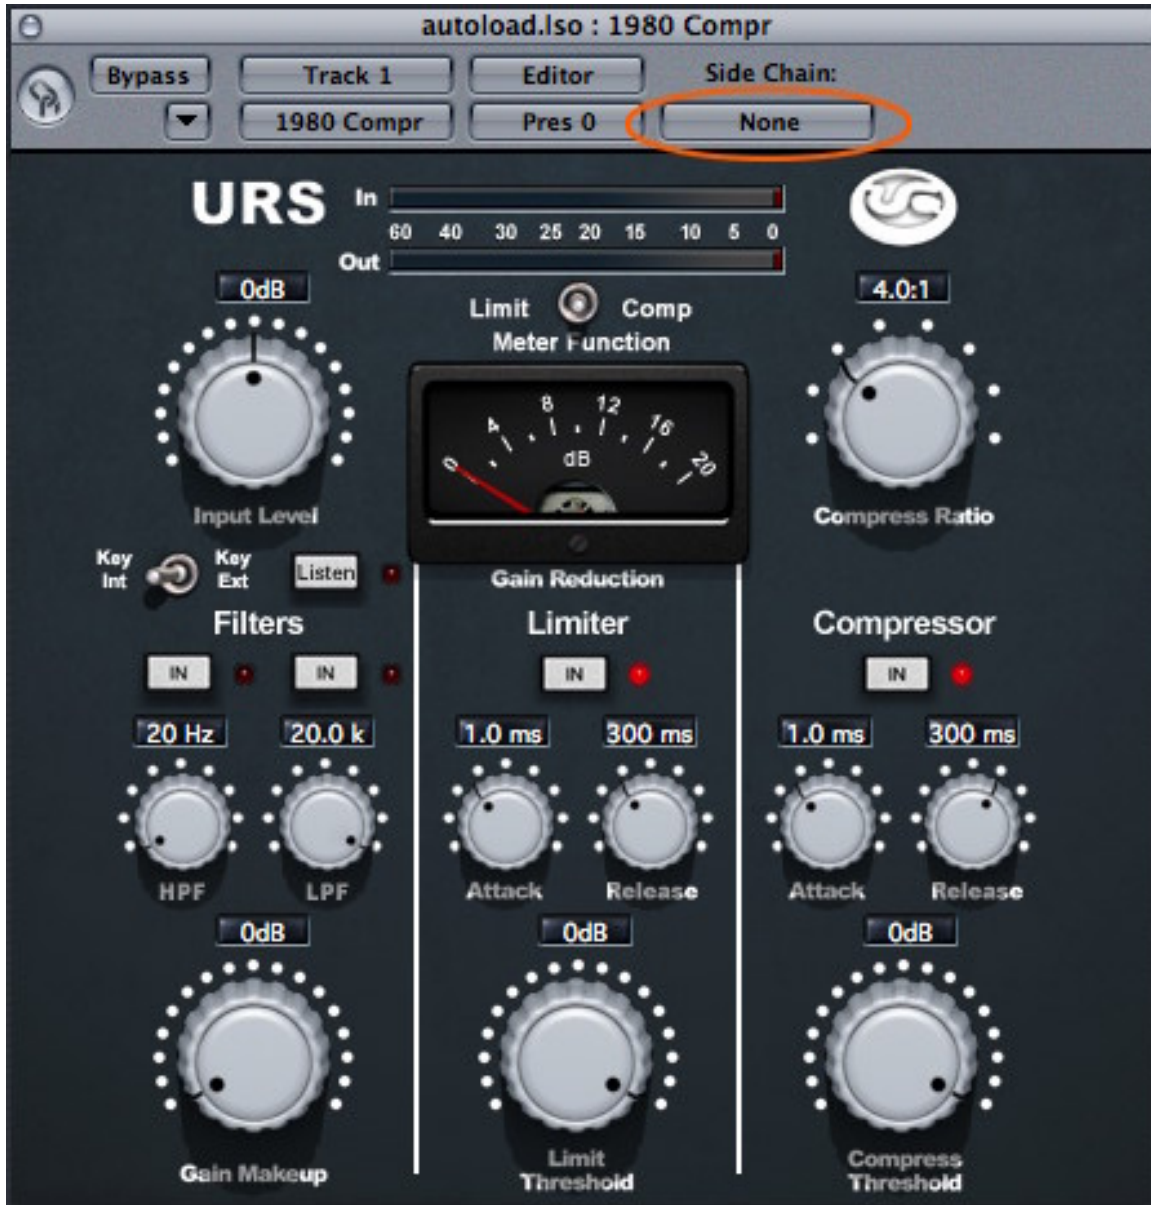 autoload.lso : 1980 Compr
Bypass Track 1 Editor Side Chain:
1980 Compr Pres 0 None
URS In
60 40 30 25 20 15 10 5 0
Out
0dB 4.0:1
Limit Comp
Meter Function
0 4 8 12 16 20
dB
Input Level Compress Ratio
Key Int Key Ext Listen
Gain Reduction
Filters Limiter Compressor
IN IN IN IN
20 Hz 20.0 k 1.0 ms 300 ms 1.0 ms 300 ms
HPF LPF Attack Release Attack Release
0dB 0dB 0dB
Gain Makeup Limit Threshold Compress Threshold